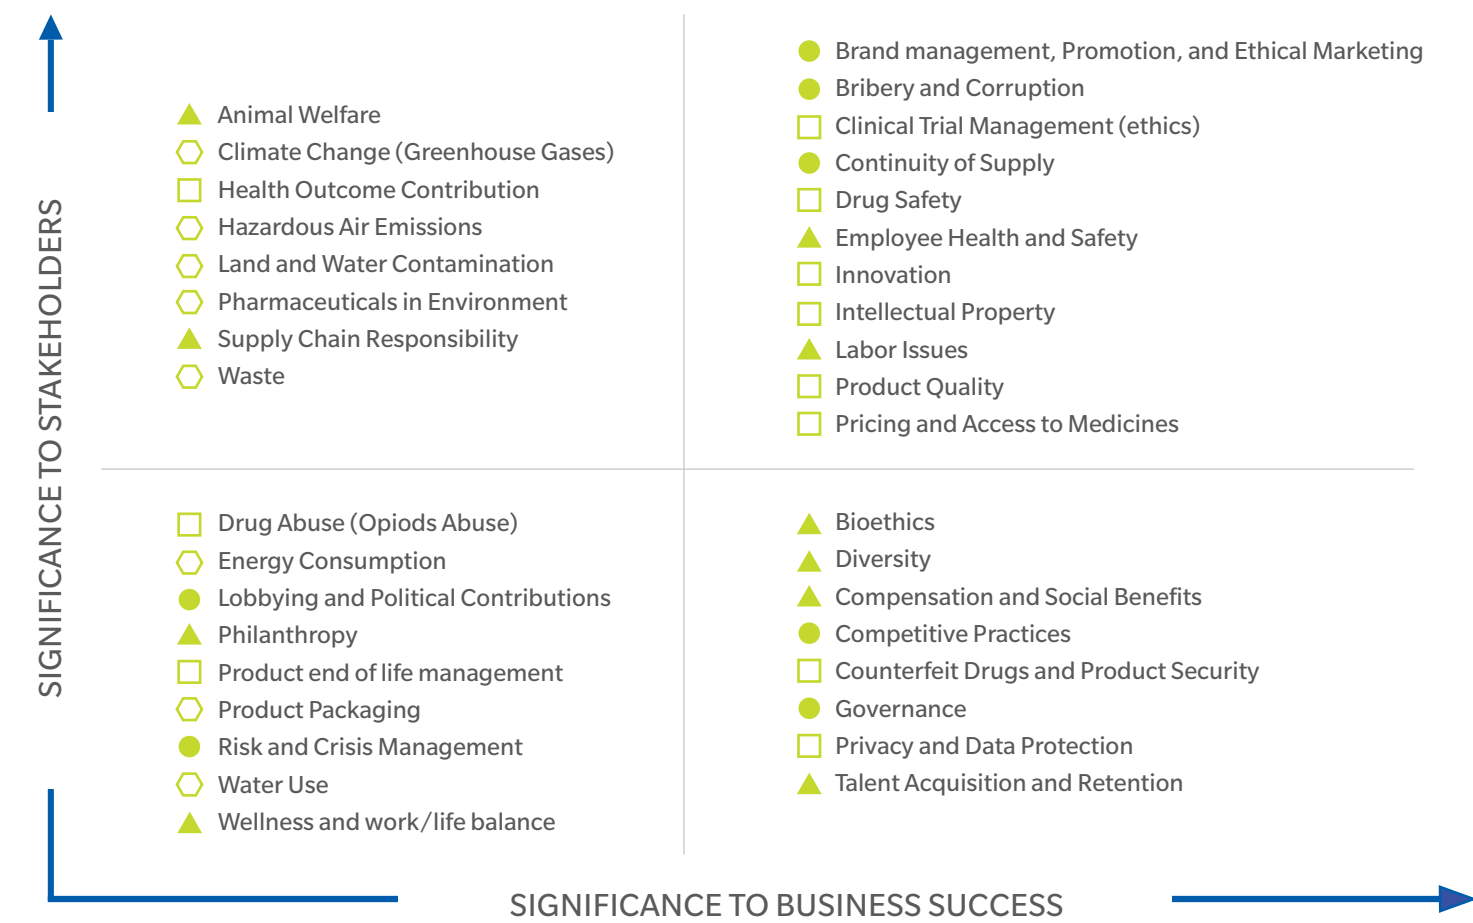 SIGNIFICANCE TO STAKEHOLDERS
Animal Welfare
Climate Change (Greenhouse Gases)
Health Outcome Contribution
Hazardous Air Emissions
Land and Water Contamination
Pharmaceuticals in Environment
Supply Chain Responsibility
Waste
Brand management, Promotion, and Ethical Marketing
Bribery and Corruption
Clinical Trial Management (ethics)
Continuity of Supply
Drug Safety
Employee Health and Safety
Innovation
Intellectual Property
Labor Issues
Product Quality
Pricing and Access to Medicines
Drug Abuse (Opiods Abuse)
Energy Consumption
Lobbying and Political Contributions
Philanthropy
Product end of life management
Product Packaging
Risk and Crisis Management
Water Use
Wellness and work/life balance
Bioethics
Diversity
Compensation and Social Benefits
Competitive Practices
Counterfeit Drugs and Product Security
Governance
Privacy and Data Protection
Talent Acquisition and Retention
SIGNIFICANCE TO BUSINESS SUCCESS